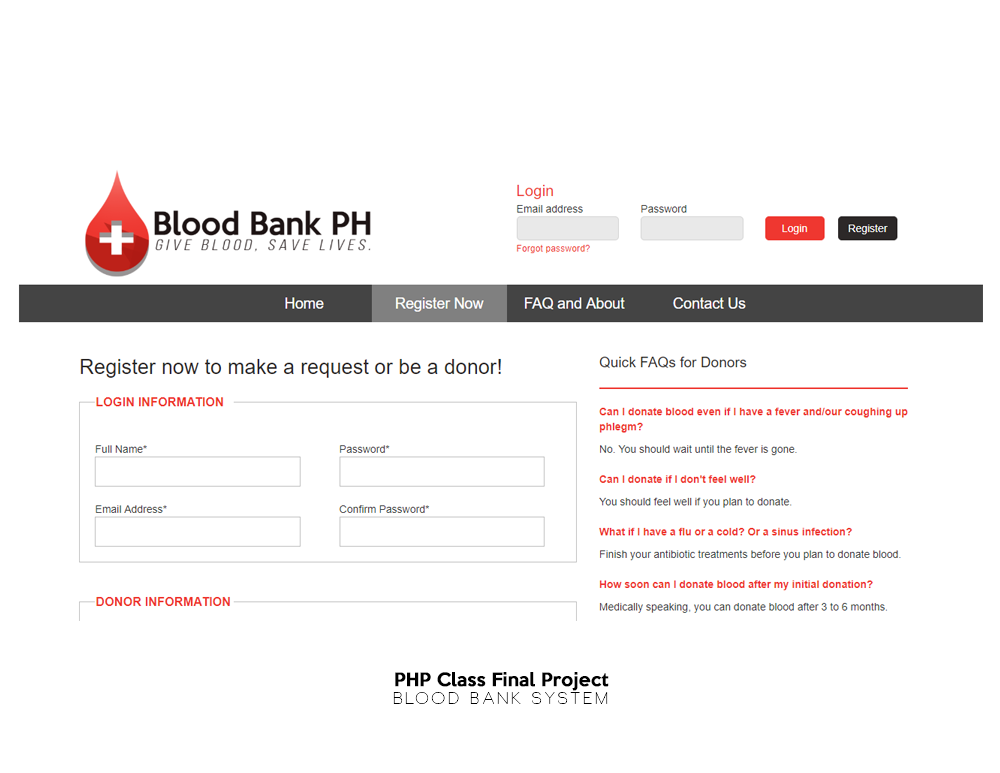 Blood Bank PH
GIVE BLOOD, SAVE LIVES.
Login
Email address
Password
Login
Register
Forgot password?
Home
Register Now
FAQ and About
Contact Us
Register now to make a request or be a donor!
LOGIN INFORMATION
Full Name*
Password*
Email Address*
Confirm Password*
DONOR INFORMATION
Quick FAQs for Donors
Can I donate blood even if I have a fever and/our coughing up
phlegm?
No. You should wait until the fever is gone.
Can I donate if I don't feel well?
You should feel well if you plan to donate.
What if I have a flu or a cold? Or a sinus infection?
Finish your antibiotic treatments before you plan to donate blood.
How soon can I donate blood after my initial donation?
Medically speaking, you can donate blood after 3 to 6 months.
PHP Class Final Project
BLOOD BANK SYSTEM